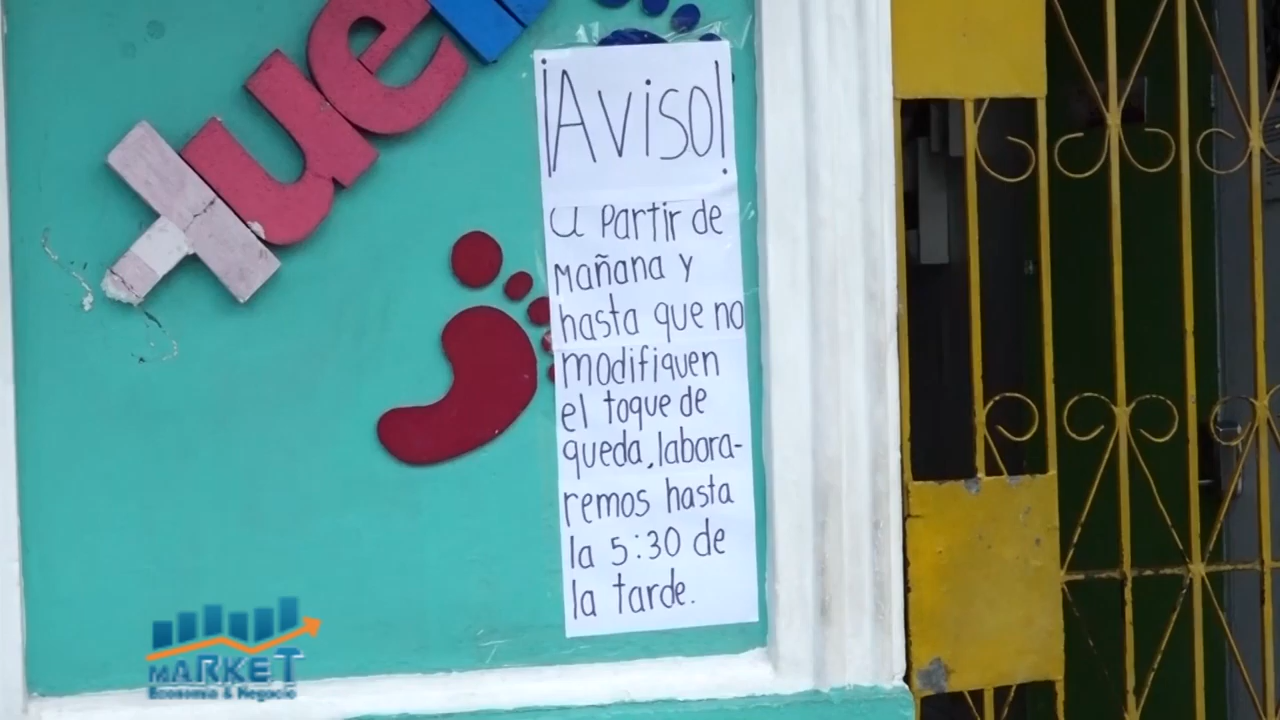 +ue
¡Aviso!
a partir de
mañana y
hasta que no
modifiquen
el toque de
queda, labora-
remos hasta
la 5:30 de
la tarde.
MARKET
Economía & Negocio